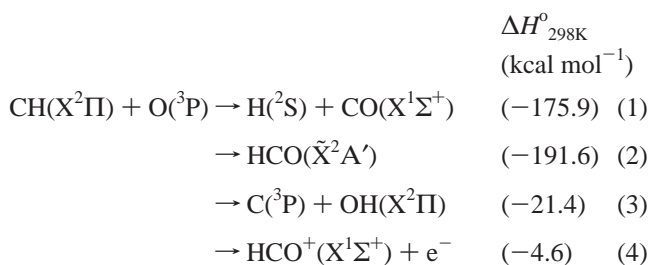 ΔH°298K
(kcal mol⁻¹)
CH(X²Π) + O(³P) → H(²S) + CO(X¹Σ⁺) (−175.9) (1)
→ HCO(X̃²A′) (−191.6) (2)
→ C(³P) + OH(X²Π) (−21.4) (3)
→ HCO⁺(X¹Σ⁺) + e⁻ (−4.6) (4)